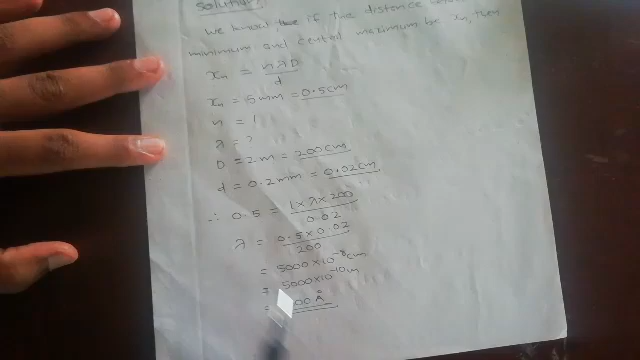 Solution:
We know if the distance
minimum and central maximum be xₙ, then
xₙ = nλD/d
xₙ = 5mm = 0.5cm
n = 1
λ = ?
D = 2m = 200cm
d = 0.2mm = 0.02cm
∴ 0.5 = 1×λ×200/0.02
λ = 0.5×0.02/200
= 5000×10⁻⁸cm
= 5000×10⁻¹⁰m
= 00 Å